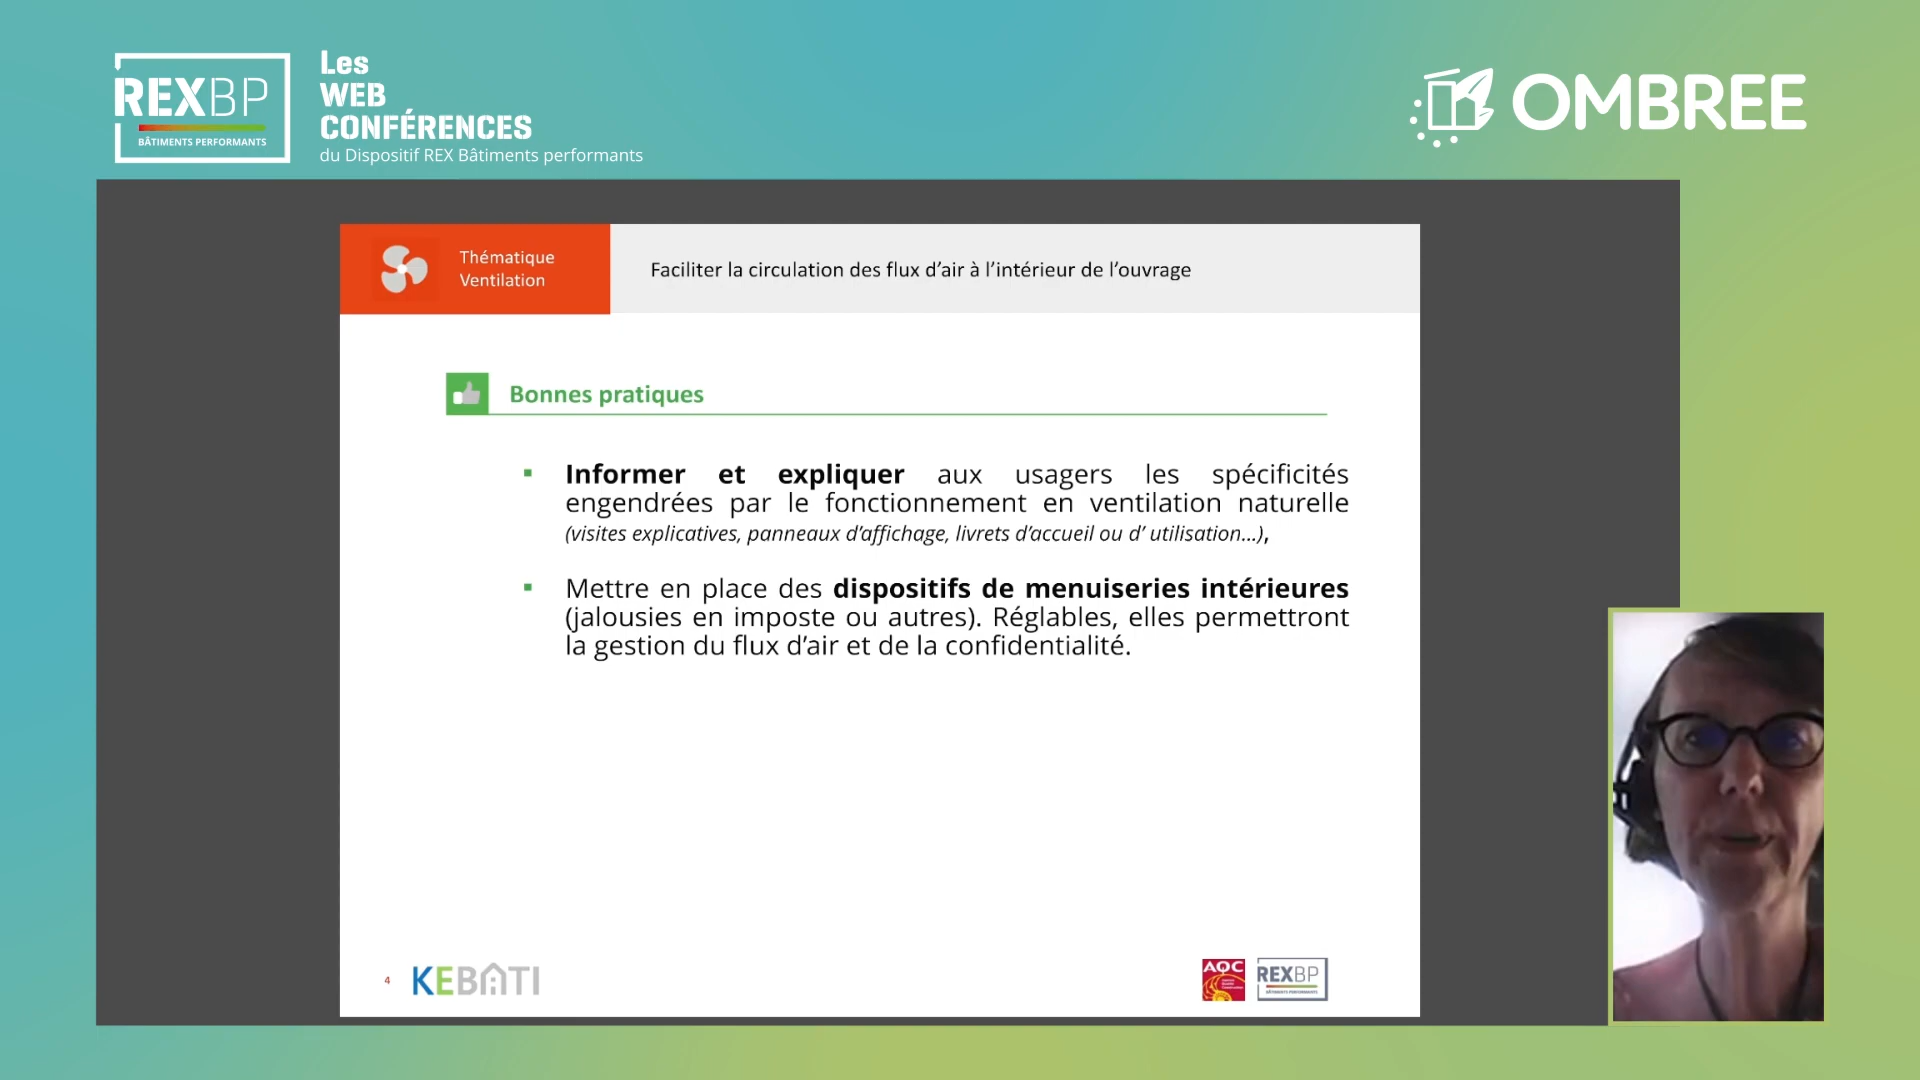 REXBP
BÂTIMENTS PERFORMANTS
Les
WEB
CONFÉRENCES
du Dispositif REX Bâtiments performants
OMBREE
Thématique
Ventilation
Faciliter la circulation des flux d’air à l’intérieur de l’ouvrage
Bonnes pratiques
▪ Informer et expliquer aux usagers les spécificités
engendrées par le fonctionnement en ventilation naturelle
(visites explicatives, panneaux d’affichage, livrets d’accueil ou d’ utilisation...),
▪ Mettre en place des dispositifs de menuiseries intérieures
(jalousies en imposte ou autres). Réglables, elles permettront
la gestion du flux d’air et de la confidentialité.
4
KEBATI
AQC
REXBP
BÂTIMENTS PERFORMANTS